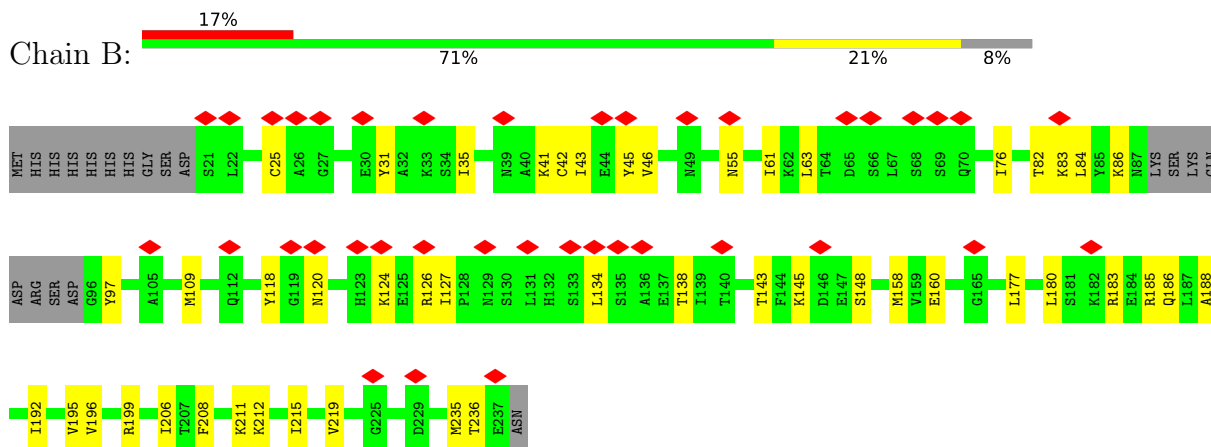 17%
Chain B:
71% 21% 8%
MET HIS HIS HIS HIS HIS HIS GLY SER ASP S21 L22 C25 A26 G27 E30 Y31 A32 K33 S34 I35 N39 A40 K41 C42 I43 E44 Y45 V46 N49 N55 I61 K62 L63 T64 D65 S66 L67 S68 S69 Q70 I76 T82 K83 L84 Y85 K86 N87 LYS SER LYS GLN
ASP ARG SER ASP G96 Y97 A105 M109 Q112 Y118 G119 N120 H123 K124 E125 R126 I127 P128 N129 S130 L131 H132 S133 L134 S135 A136 E137 T138 I139 T140 T143 F144 K145 D146 E147 S148 M158 V159 E160 G165 L177 L180 S181 K182 R183 E184 R185 Q186 L187 A188
I192 V195 V196 R199 I206 T207 F208 K211 K212 I215 V219 G225 D229 M235 T236 E237 ASN